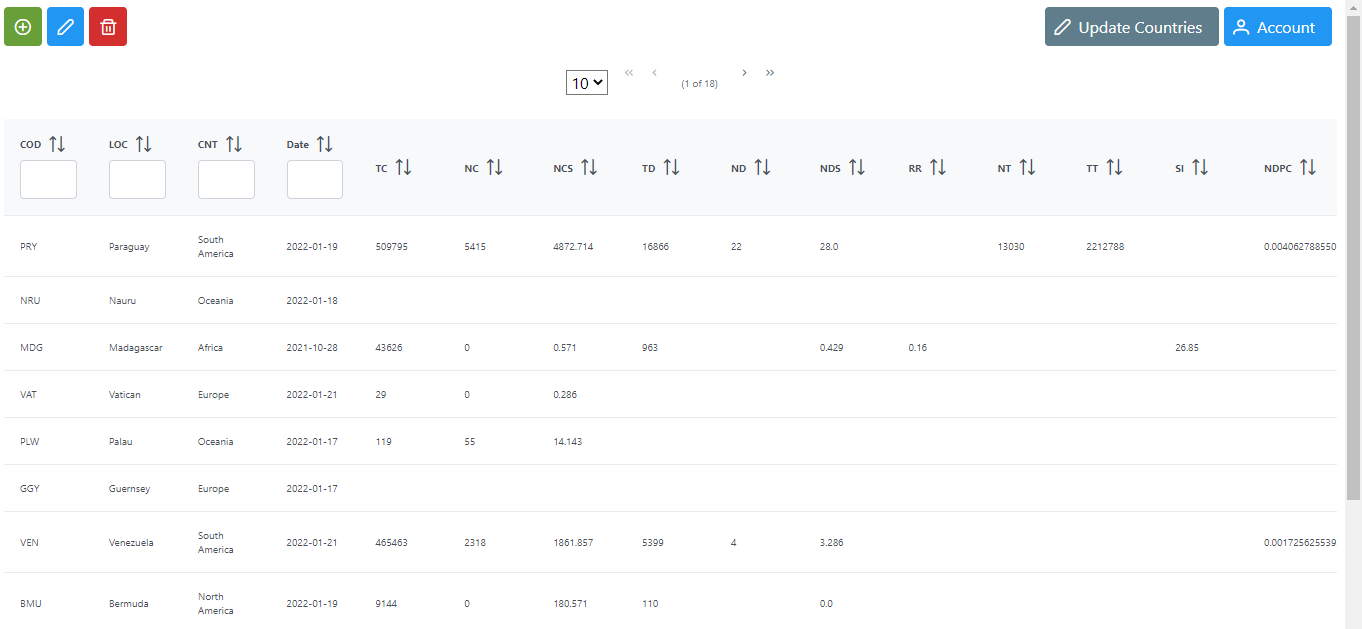 Update Countries Account
10 « ‹ (1 of 18) › »
COD LOC CNT Date TC NC NCS TD ND NDS RR NT TT SI NDPC
PRY Paraguay South America 2022-01-19 509795 5415 4872.714 16866 22 28.0 13030 2212788 0.004062788550
NRU Nauru Oceania 2022-01-18
MDG Madagascar Africa 2021-10-28 43626 0 0.571 963 0.429 0.16 26.85
VAT Vatican Europe 2022-01-21 29 0 0.286
PLW Palau Oceania 2022-01-17 119 55 14.143
GGY Guernsey Europe 2022-01-17
VEN Venezuela South America 2022-01-21 465463 2318 1861.857 5399 4 3.286 0.001725625539
BMU Bermuda North America 2022-01-19 9144 0 180.571 110 0.0